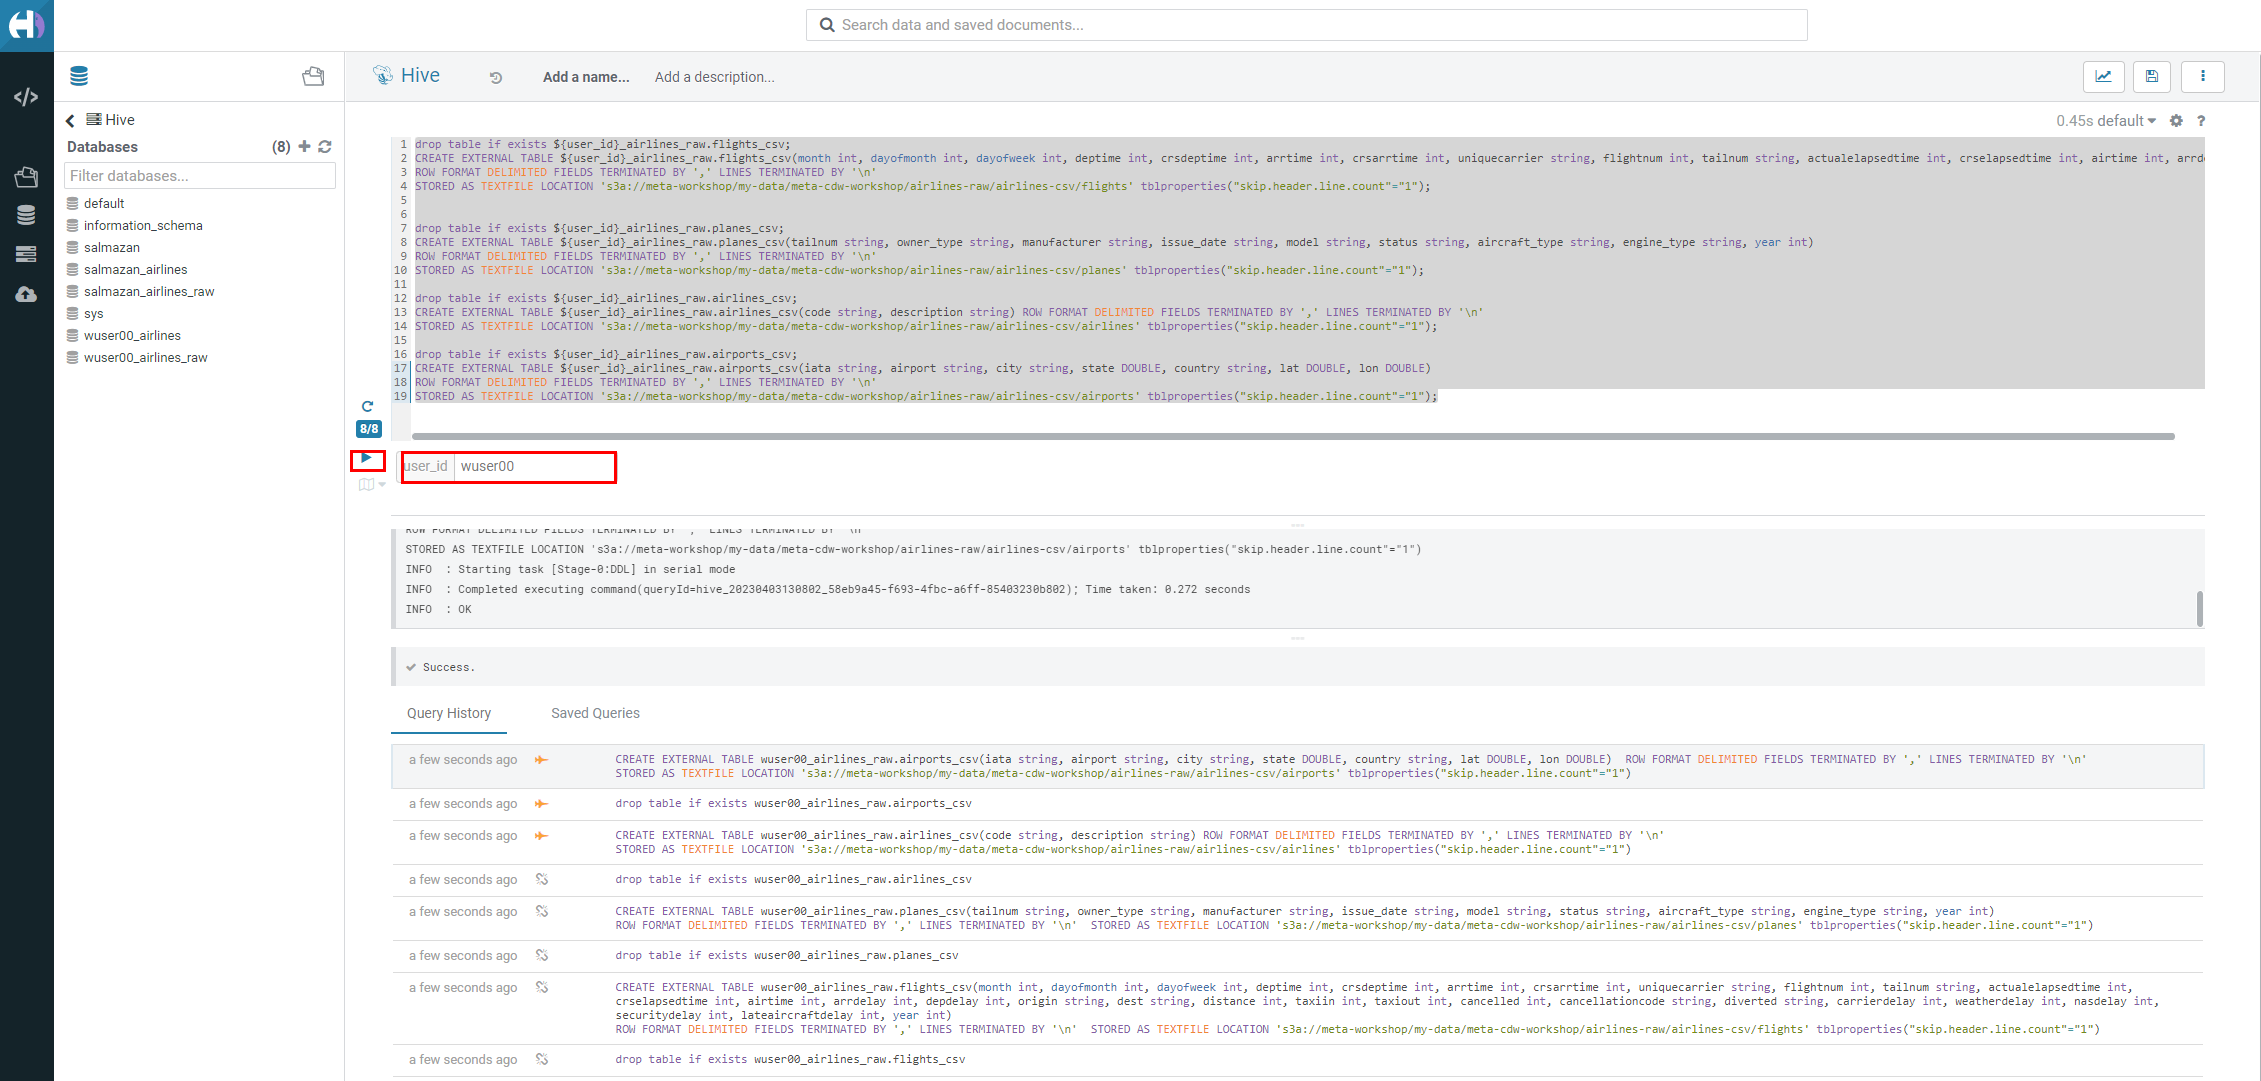 Search data and saved documents...
Hive
Add a name...
Add a description...
Hive
Databases
(8)
Filter databases...
default
information_schema
salmazan
salmazan_airlines
salmazan_airlines_raw
sys
wuser00_airlines
wuser00_airlines_raw
0.45s default
?
1 drop table if exists ${user_id}_airlines_raw.flights_csv;
2 CREATE EXTERNAL TABLE ${user_id}_airlines_raw.flights_csv(month int, dayofmonth int, dayofweek int, deptime int, crsdeptime int, arrtime int, crsarrtime int, uniquecarrier string, flightnum int, tailnum string, actualelapsedtime int, crselapsedtime int, airtime int, arrde
3 ROW FORMAT DELIMITED FIELDS TERMINATED BY ',' LINES TERMINATED BY '\n'
4 STORED AS TEXTFILE LOCATION 's3a://meta-workshop/my-data/meta-cdw-workshop/airlines-raw/airlines-csv/flights' tblproperties("skip.header.line.count"="1");
5
6
7 drop table if exists ${user_id}_airlines_raw.planes_csv;
8 CREATE EXTERNAL TABLE ${user_id}_airlines_raw.planes_csv(tailnum string, owner_type string, manufacturer string, issue_date string, model string, status string, aircraft_type string, engine_type string, year int)
9 ROW FORMAT DELIMITED FIELDS TERMINATED BY ',' LINES TERMINATED BY '\n'
10 STORED AS TEXTFILE LOCATION 's3a://meta-workshop/my-data/meta-cdw-workshop/airlines-raw/airlines-csv/planes' tblproperties("skip.header.line.count"="1");
11
12 drop table if exists ${user_id}_airlines_raw.airlines_csv;
13 CREATE EXTERNAL TABLE ${user_id}_airlines_raw.airlines_csv(code string, description string) ROW FORMAT DELIMITED FIELDS TERMINATED BY ',' LINES TERMINATED BY '\n'
14 STORED AS TEXTFILE LOCATION 's3a://meta-workshop/my-data/meta-cdw-workshop/airlines-raw/airlines-csv/airlines' tblproperties("skip.header.line.count"="1");
15
16 drop table if exists ${user_id}_airlines_raw.airports_csv;
17 CREATE EXTERNAL TABLE ${user_id}_airlines_raw.airports_csv(iata string, airport string, city string, state DOUBLE, country string, lat DOUBLE, lon DOUBLE)
18 ROW FORMAT DELIMITED FIELDS TERMINATED BY ',' LINES TERMINATED BY '\n'
19 STORED AS TEXTFILE LOCATION 's3a://meta-workshop/my-data/meta-cdw-workshop/airlines-raw/airlines-csv/airports' tblproperties("skip.header.line.count"="1");
8/8
user_id wuser00
ROW FORMAT DELIMITED FIELDS TERMINATED BY ',' LINES TERMINATED BY '\n'
STORED AS TEXTFILE LOCATION 's3a://meta-workshop/my-data/meta-cdw-workshop/airlines-raw/airlines-csv/airports' tblproperties("skip.header.line.count"="1")
INFO : Starting task [Stage-0:DDL] in serial mode
INFO : Completed executing command(queryId=hive_20230403130802_58eb9a45-f693-4fbc-a6ff-85403230b802); Time taken: 0.272 seconds
INFO : OK
Success.
Query History
Saved Queries
a few seconds ago CREATE EXTERNAL TABLE wuser00_airlines_raw.airports_csv(iata string, airport string, city string, state DOUBLE, country string, lat DOUBLE, lon DOUBLE) ROW FORMAT DELIMITED FIELDS TERMINATED BY ',' LINES TERMINATED BY '\n'
STORED AS TEXTFILE LOCATION 's3a://meta-workshop/my-data/meta-cdw-workshop/airlines-raw/airlines-csv/airports' tblproperties("skip.header.line.count"="1")
a few seconds ago drop table if exists wuser00_airlines_raw.airports_csv
a few seconds ago CREATE EXTERNAL TABLE wuser00_airlines_raw.airlines_csv(code string, description string) ROW FORMAT DELIMITED FIELDS TERMINATED BY ',' LINES TERMINATED BY '\n'
STORED AS TEXTFILE LOCATION 's3a://meta-workshop/my-data/meta-cdw-workshop/airlines-raw/airlines-csv/airlines' tblproperties("skip.header.line.count"="1")
a few seconds ago drop table if exists wuser00_airlines_raw.airlines_csv
a few seconds ago CREATE EXTERNAL TABLE wuser00_airlines_raw.planes_csv(tailnum string, owner_type string, manufacturer string, issue_date string, model string, status string, aircraft_type string, engine_type string, year int)
ROW FORMAT DELIMITED FIELDS TERMINATED BY ',' LINES TERMINATED BY '\n' STORED AS TEXTFILE LOCATION 's3a://meta-workshop/my-data/meta-cdw-workshop/airlines-raw/airlines-csv/planes' tblproperties("skip.header.line.count"="1")
a few seconds ago drop table if exists wuser00_airlines_raw.planes_csv
a few seconds ago CREATE EXTERNAL TABLE wuser00_airlines_raw.flights_csv(month int, dayofmonth int, dayofweek int, deptime int, crsdeptime int, arrtime int, crsarrtime int, uniquecarrier string, flightnum int, tailnum string, actualelapsedtime int,
crselapsedtime int, airtime int, arrdelay int, depdelay int, origin string, dest string, distance int, taxiin int, taxiout int, cancelled int, cancellationcode string, diverted string, carrierdelay int, weatherdelay int, nasdelay int,
securitydelay int, lateaircraftdelay int, year int)
ROW FORMAT DELIMITED FIELDS TERMINATED BY ',' LINES TERMINATED BY '\n' STORED AS TEXTFILE LOCATION 's3a://meta-workshop/my-data/meta-cdw-workshop/airlines-raw/airlines-csv/flights' tblproperties("skip.header.line.count"="1")
a few seconds ago drop table if exists wuser00_airlines_raw.flights_csv